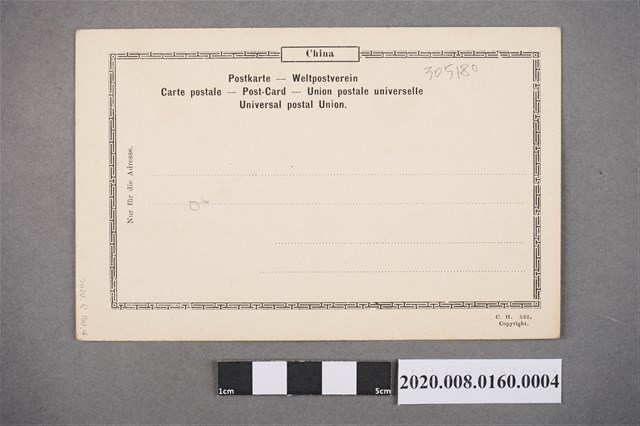 China
Postkarte — Weltpostverein
Carte postale — Post-Card — Union postale universelle
Universal postal Union.
305180
Nur für die Adresse.
C. H. 532.
Copyright.
1cm
5cm
2020.008.0160.0004